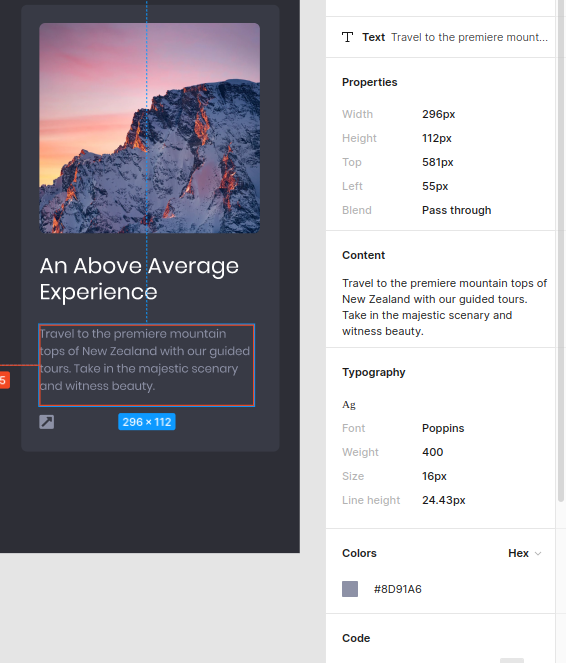 An Above Average
Experience
Travel to the premiere mountain
tops of New Zealand with our guided
tours. Take in the majestic scenery
and witness beauty.
5
296 × 112
Text Travel to the premiere mount...
Properties
Width 296px
Height 112px
Top 581px
Left 55px
Blend Pass through
Content
Travel to the premiere mountain tops of
New Zealand with our guided tours.
Take in the majestic scenery and
witness beauty.
Typography
Ag
Font Poppins
Weight 400
Size 16px
Line height 24.43px
Colors Hex
#8D91A6
Code